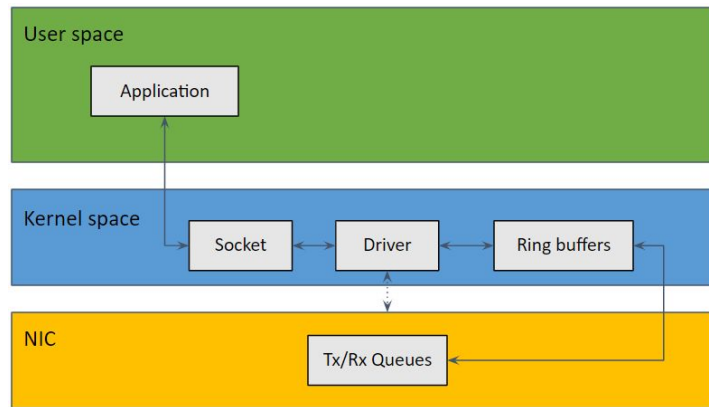 User space
Application
Kernel space
Socket
Driver
Ring buffers
NIC
Tx/Rx Queues